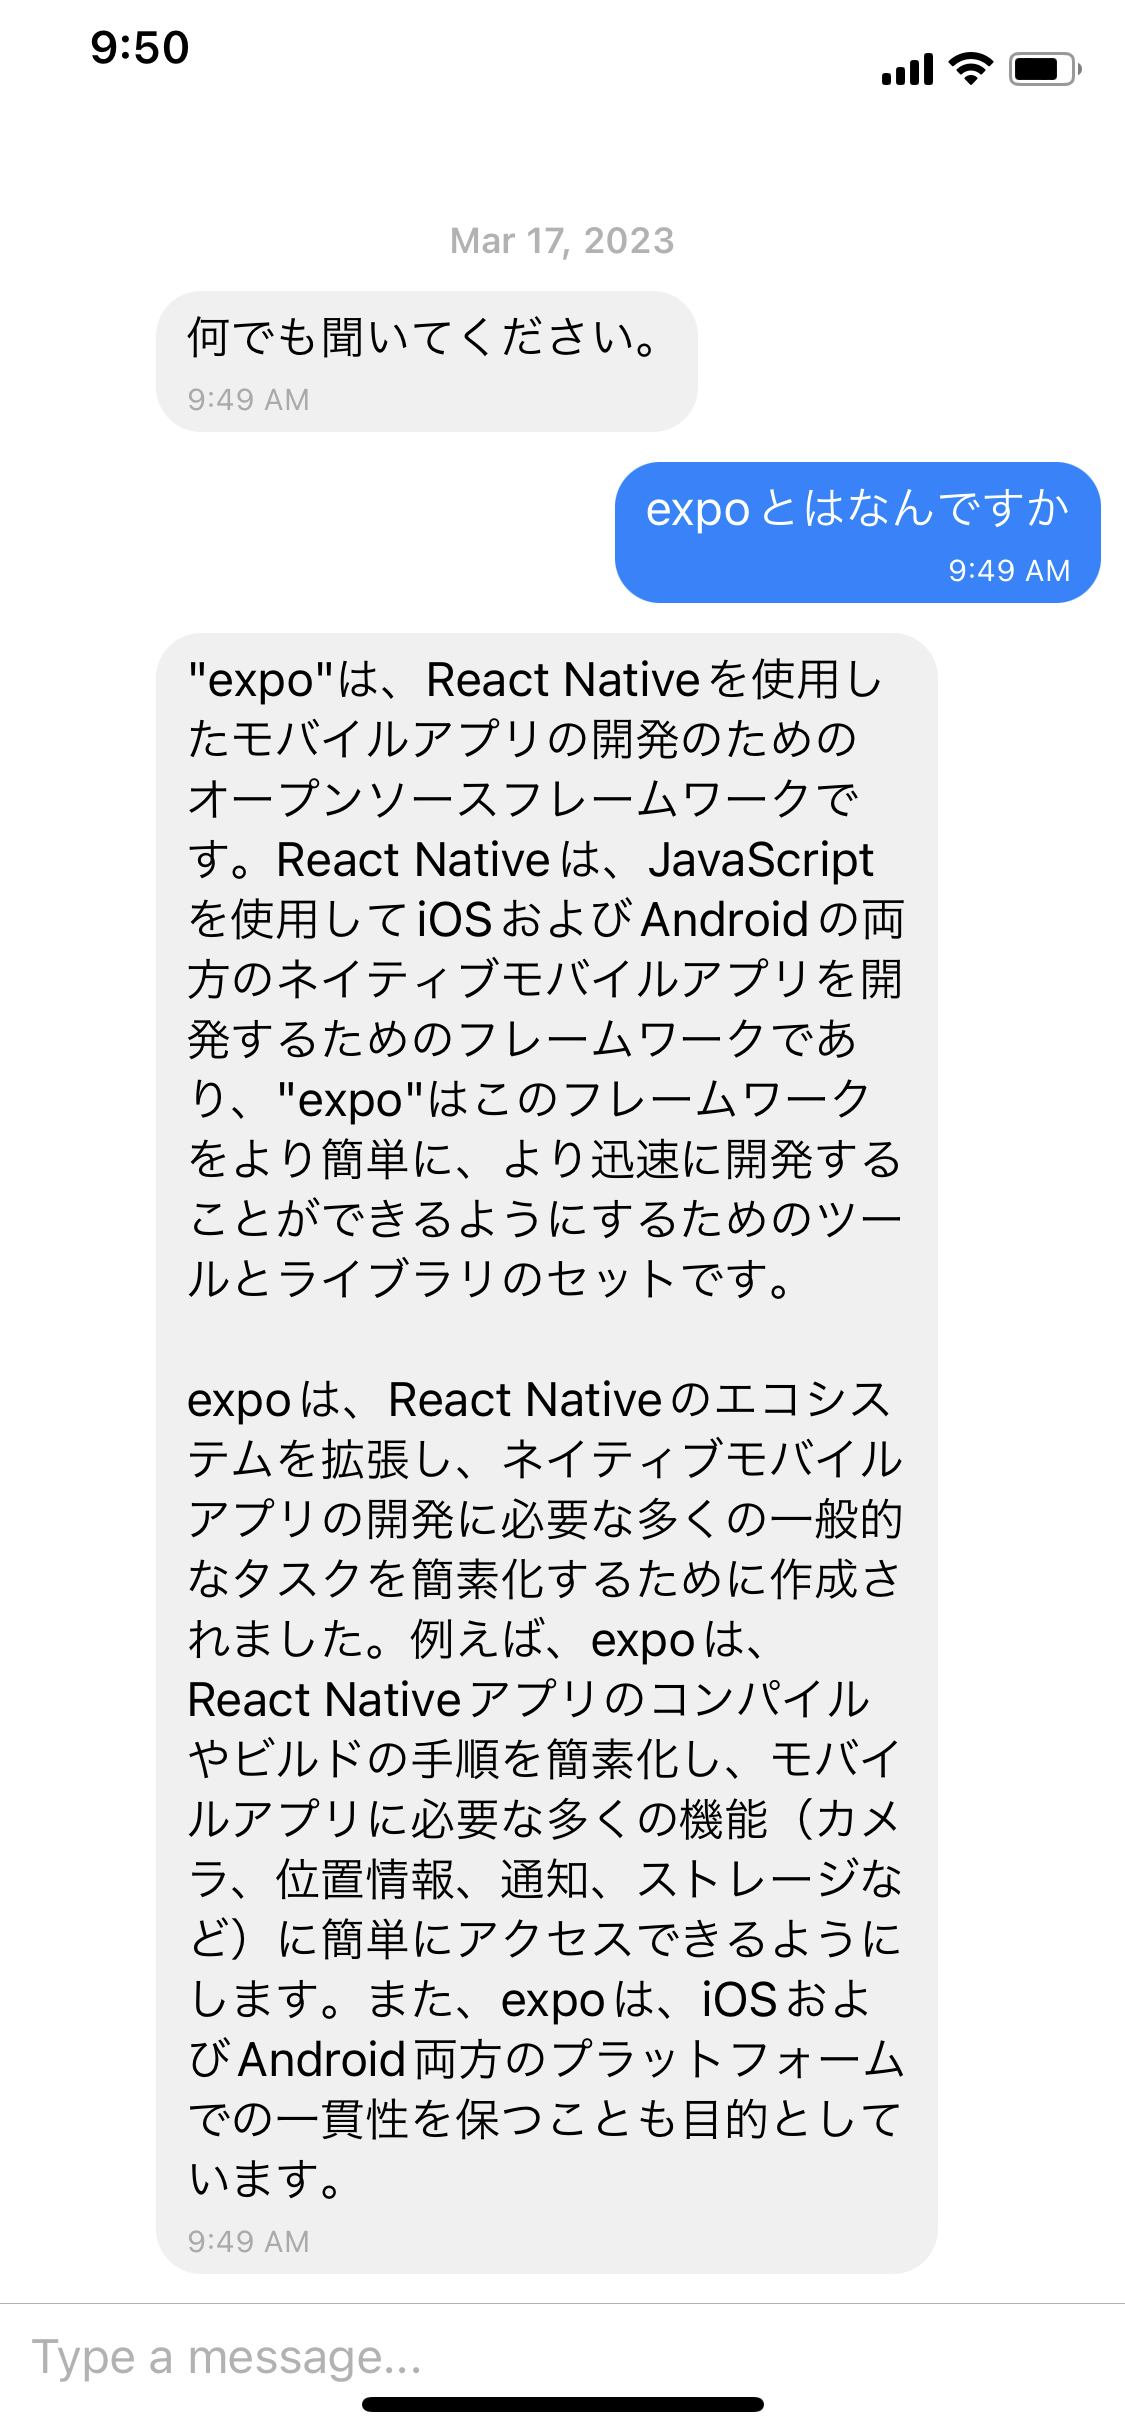 9:50
Mar 17, 2023
何でも聞いてください。
9:49 AM
expoとはなんですか
9:49 AM
"expo"は、React Nativeを使用し
たモバイルアプリの開発のための
オープンソースフレームワークで
す。React Nativeは、JavaScript
を使用してiOSおよびAndroidの両
方のネイティブモバイルアプリを開
発するためのフレームワークであ
り、"expo"はこのフレームワーク
をより簡単に、より迅速に開発する
ことができるようにするためのツー
ルとライブラリのセットです。
expoは、React Nativeのエコシス
テムを拡張し、ネイティブモバイル
アプリの開発に必要な多くの一般的
なタスクを簡素化するために作成さ
れました。例えば、expoは、
React Nativeアプリのコンパイル
やビルドの手順を簡素化し、モバイ
ルアプリに必要な多くの機能（カメ
ラ、位置情報、通知、ストレージな
ど）に簡単にアクセスできるように
します。また、expoは、iOSおよ
びAndroid両方のプラットフォーム
での一貫性を保つことも目的として
います。
9:49 AM
Type a message...